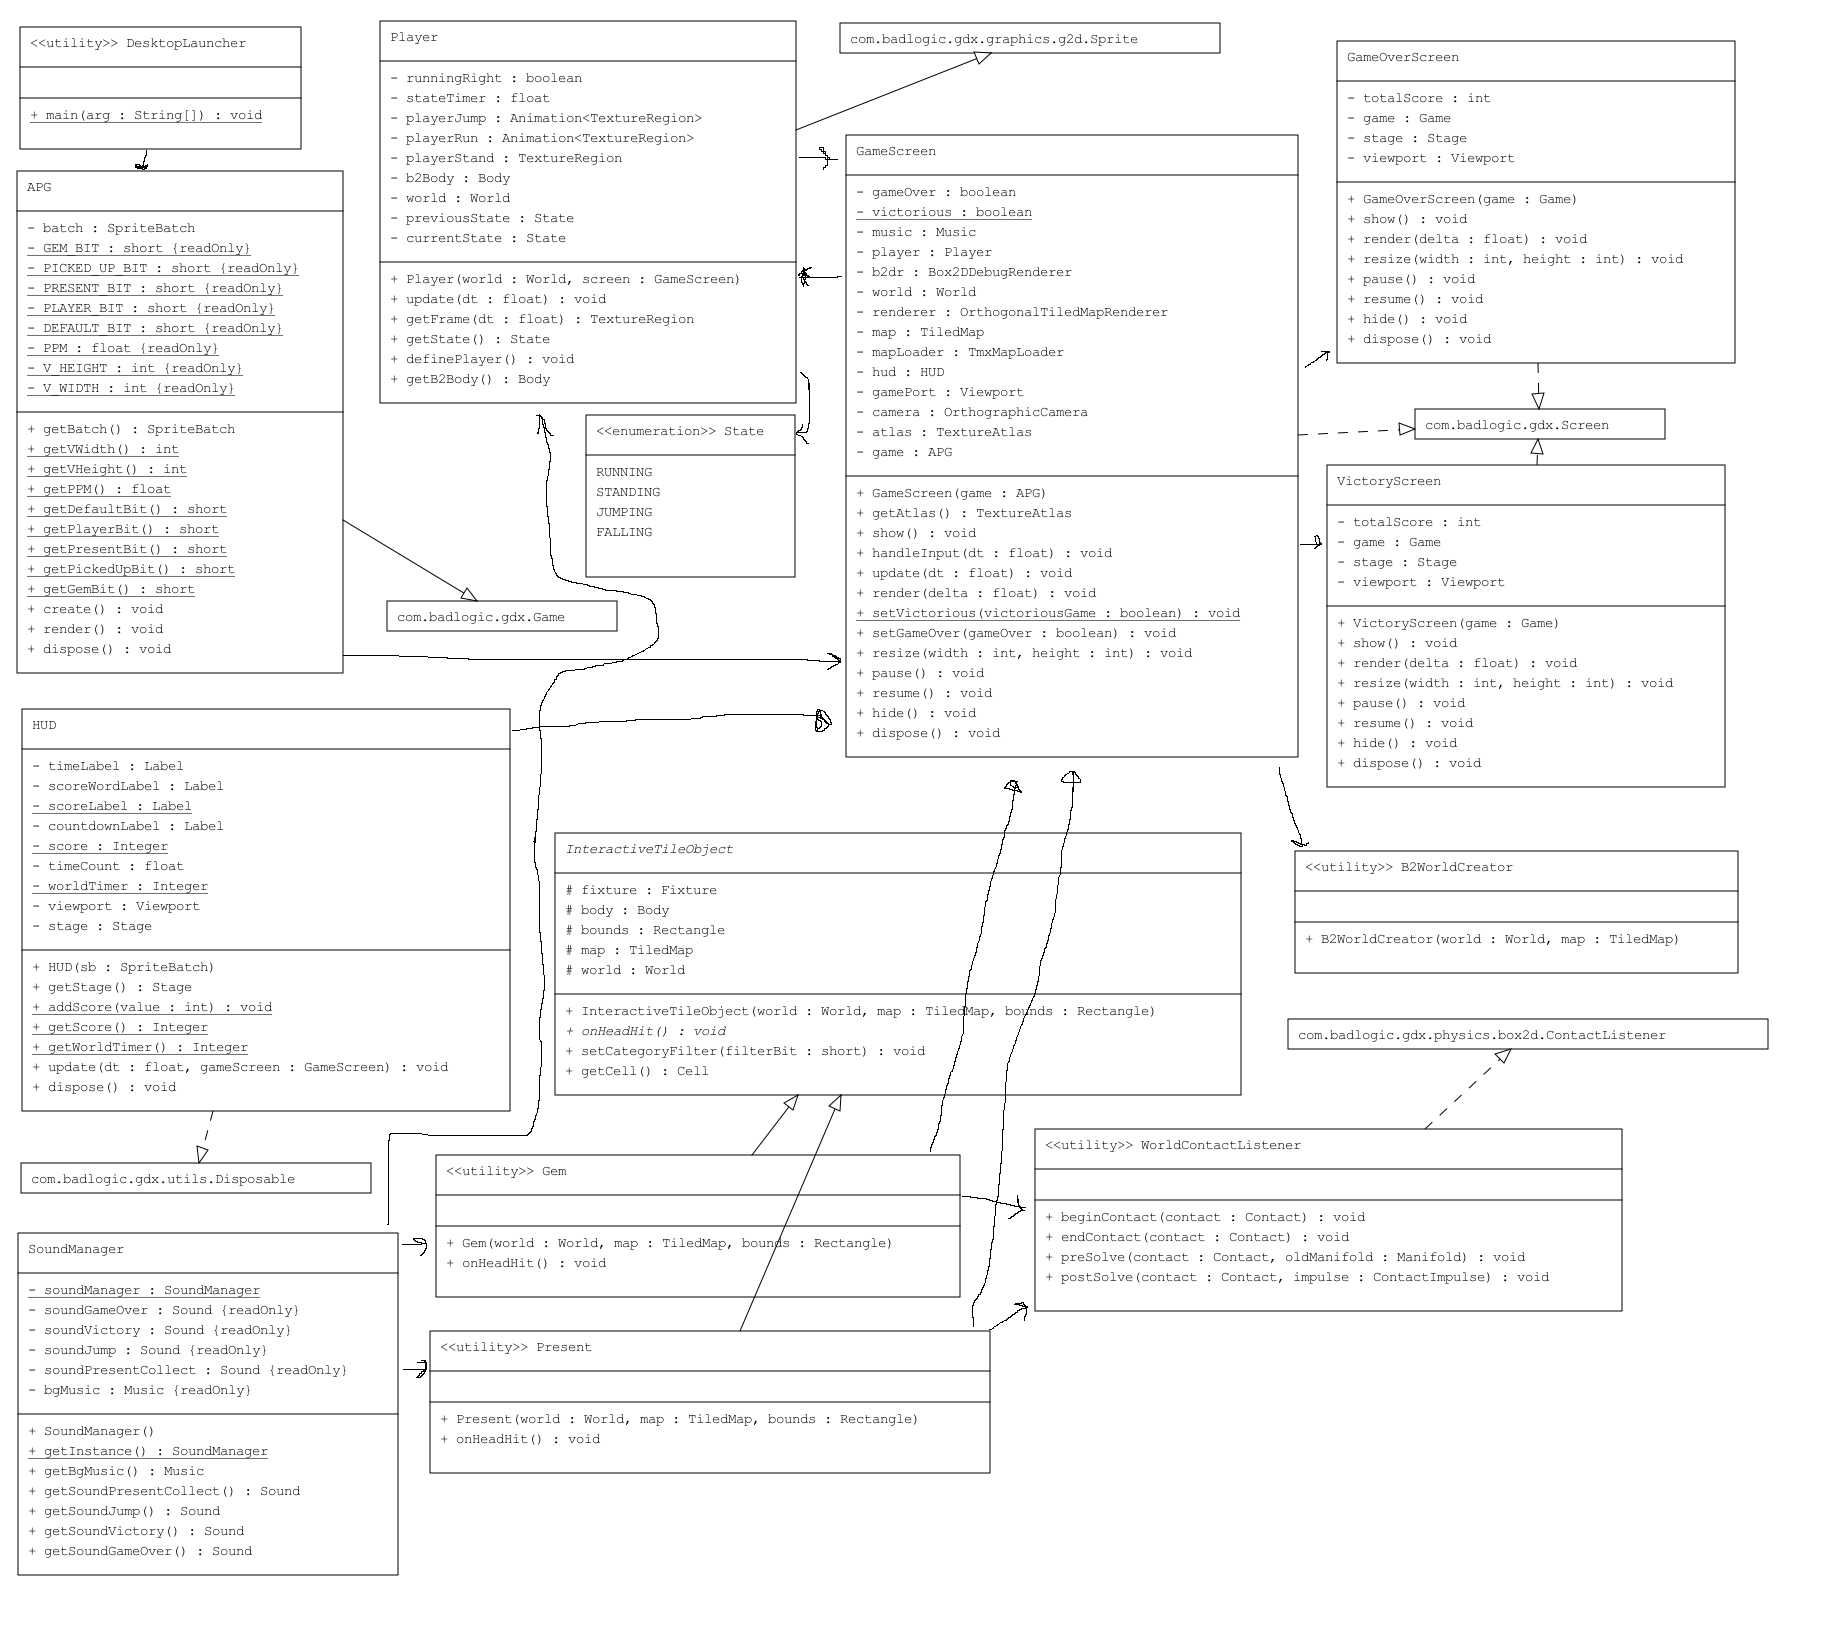 <<utility>> DesktopLauncher
+ main(arg : String[]) : void
APG
- batch : SpriteBatch
- GEM_BIT : short {readOnly}
- PICKED_UP_BIT : short {readOnly}
- PRESENT_BIT : short {readOnly}
- PLAYER_BIT : short {readOnly}
- DEFAULT_BIT : short {readOnly}
- PPM : float {readOnly}
- V_HEIGHT : int {readOnly}
- V_WIDTH : int {readOnly}
+ getBatch() : SpriteBatch
+ getVWidth() : int
+ getVHeight() : int
+ getPPM() : float
+ getDefaultBit() : short
+ getPlayerBit() : short
+ getPresentBit() : short
+ getPickedUpBit() : short
+ getGemBit() : short
+ create() : void
+ render() : void
+ dispose() : void
Player
- runningRight : boolean
- stateTimer : float
- playerJump : Animation<TextureRegion>
- playerRun : Animation<TextureRegion>
- playerStand : TextureRegion
- b2Body : Body
- world : World
- previousState : State
- currentState : State
+ Player(world : World, screen : GameScreen)
+ update(dt : float) : void
+ getFrame(dt : float) : TextureRegion
+ getState() : State
+ definePlayer() : void
+ getB2Body() : Body
<<enumeration>> State
RUNNING
STANDING
JUMPING
FALLING
com.badlogic.gdx.Game
com.badlogic.gdx.graphics.g2d.Sprite
GameScreen
- gameOver : boolean
- victorious : boolean
- music : Music
- player : Player
- b2dr : Box2DDebugRenderer
- world : World
- renderer : OrthogonalTiledMapRenderer
- map : TiledMap
- mapLoader : TmxMapLoader
- hud : HUD
- gamePort : Viewport
- camera : OrthographicCamera
- atlas : TextureAtlas
- game : APG
+ GameScreen(game : APG)
+ getAtlas() : TextureAtlas
+ show() : void
+ handleInput(dt : float) : void
+ update(dt : float) : void
+ render(delta : float) : void
+ setVictorious(victoriousGame : boolean) : void
+ setGameOver(gameOver : boolean) : void
+ resize(width : int, height : int) : void
+ pause() : void
+ resume() : void
+ hide() : void
+ dispose() : void
GameOverScreen
- totalScore : int
- game : Game
- stage : Stage
- viewport : Viewport
+ GameOverScreen(game : Game)
+ show() : void
+ render(delta : float) : void
+ resize(width : int, height : int) : void
+ pause() : void
+ resume() : void
+ hide() : void
+ dispose() : void
com.badlogic.gdx.Screen
VictoryScreen
- totalScore : int
- game : Game
- stage : Stage
- viewport : Viewport
+ VictoryScreen(game : Game)
+ show() : void
+ render(delta : float) : void
+ resize(width : int, height : int) : void
+ pause() : void
+ resume() : void
+ hide() : void
+ dispose() : void
HUD
- timeLabel : Label
- scoreWordLabel : Label
- scoreLabel : Label
- countdownLabel : Label
- score : Integer
- timeCount : float
- worldTimer : Integer
- viewport : Viewport
- stage : Stage
+ HUD(sb : SpriteBatch)
+ getStage() : Stage
+ addScore(value : int) : void
+ getScore() : Integer
+ getWorldTimer() : Integer
+ update(dt : float, gameScreen : GameScreen) : void
+ dispose() : void
com.badlogic.gdx.utils.Disposable
InteractiveTileObject
# fixture : Fixture
# body : Body
# bounds : Rectangle
# map : TiledMap
# world : World
+ InteractiveTileObject(world : World, map : TiledMap, bounds : Rectangle)
+ onHeadHit() : void
+ setCategoryFilter(filterBit : short) : void
+ getCell() : Cell
<<utility>> B2WorldCreator
+ B2WorldCreator(world : World, map : TiledMap)
com.badlogic.gdx.physics.box2d.ContactListener
<<utility>> WorldContactListener
+ beginContact(contact : Contact) : void
+ endContact(contact : Contact) : void
+ preSolve(contact : Contact, oldManifold : Manifold) : void
+ postSolve(contact : Contact, impulse : ContactImpulse) : void
<<utility>> Gem
+ Gem(world : World, map : TiledMap, bounds : Rectangle)
+ onHeadHit() : void
<<utility>> Present
+ Present(world : World, map : TiledMap, bounds : Rectangle)
+ onHeadHit() : void
SoundManager
- soundManager : SoundManager
- soundGameOver : Sound {readOnly}
- soundVictory : Sound {readOnly}
- soundJump : Sound {readOnly}
- soundPresentCollect : Sound {readOnly}
- bgMusic : Music {readOnly}
+ SoundManager()
+ getInstance() : SoundManager
+ getBgMusic() : Music
+ getSoundPresentCollect() : Sound
+ getSoundJump() : Sound
+ getSoundVictory() : Sound
+ getSoundGameOver() : Sound